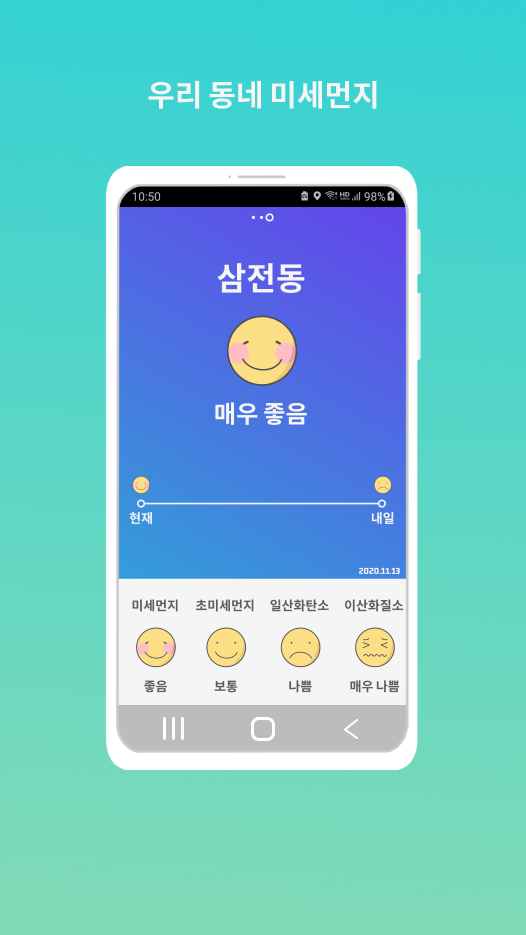 우리 동네 미세먼지
10:50
HD
98%
삼전동
매우 좋음
현재 내일
2020.11.13
미세먼지 초미세먼지 일산화탄소 이산화질소
좋음 보통 나쁨 매우 나쁨